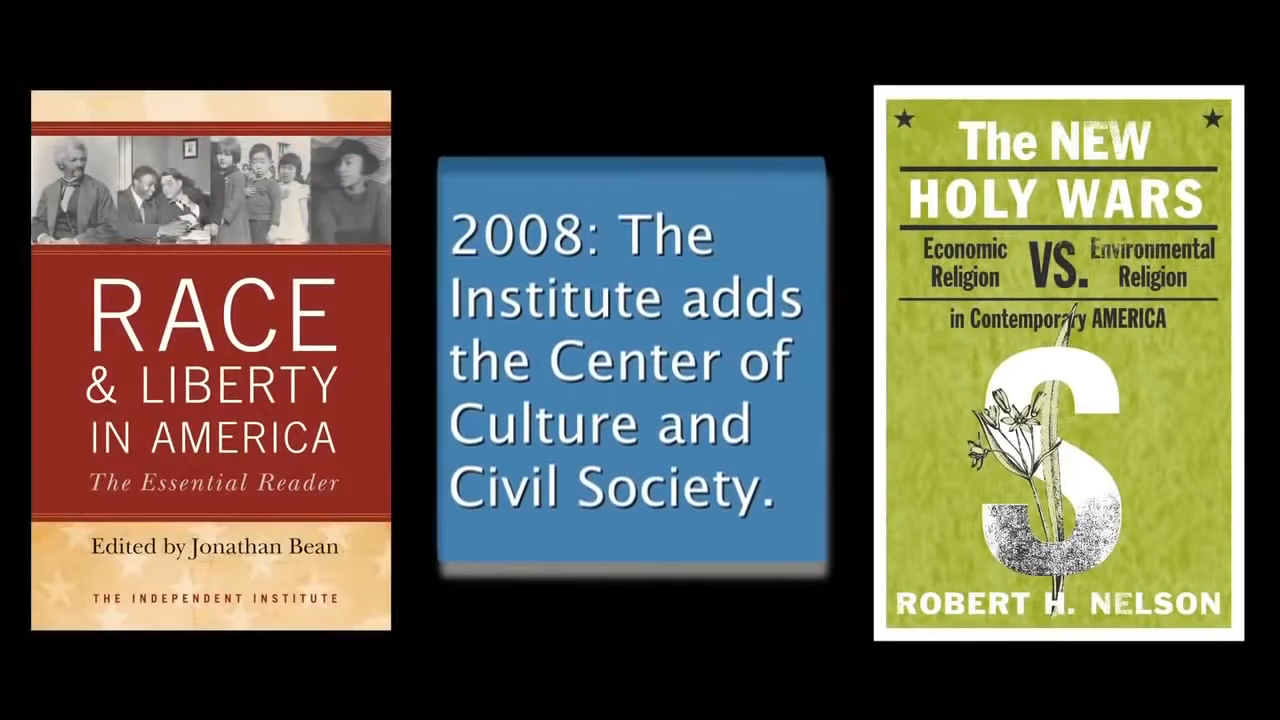 RACE
& LIBERTY
IN AMERICA
The Essential Reader
Edited by Jonathan Bean
THE INDEPENDENT INSTITUTE
2008: The
Institute adds
the Center of
Culture and
Civil Society.
The NEW
HOLY WARS
Economic
Religion
VS.
Environmental
Religion
in Contemporary AMERICA
S
ROBERT H. NELSON